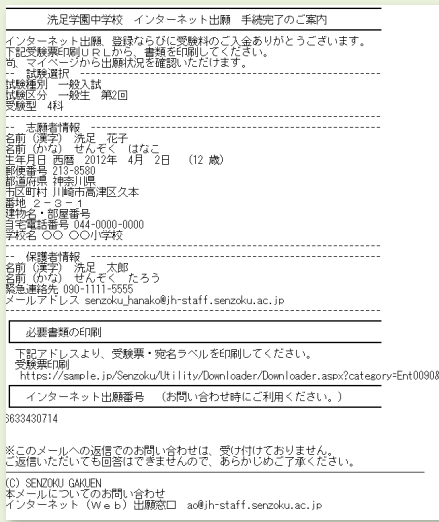 洗足学園中学校　インターネット出願　手続完了のご案内
インターネット出願、登録ならびに受験料のご入金ありがとうございます。
下記受験票印刷ＵＲＬから、書類を印刷してください。
尚、マイページから出願状況を確認いただけます。
-- 試験選択 --------------------------------------------------
試験種別　一般入試
試験区分　一般生　第2回
受験型　4科
--------------------------------------------------
-- 志願者情報 --------------------------------------------------
名前（漢字）　洗足　花子
名前（かな）　せんぞく　はなこ
生年月日 西暦　2012年　4月　2日　（12 歳）
郵便番号 213-8580
都道府県 神奈川県
市区町村 川崎市高津区久本
番地 ２－３－１
建物名・部屋番号
自宅電話番号 044-0000-0000
学校名 〇〇 〇〇小学校
--------------------------------------------------
-- 保護者情報 --------------------------------------------------
名前（漢字）　洗足　太郎
名前（かな）　せんぞく　たろう
緊急連絡先 090-1111-5555
メールアドレス senzoku_hanako@jh-staff.senzoku.ac.jp
--------------------------------------------------
必要書類の印刷
下記アドレスより、受験票・宛名ラベルを印刷してください。
受験票印刷
https://sample.jp/Senzoku/Utility/Downloader/Downloader.aspx?category=Ent0090&
インターネット出願番号　（お問い合わせ時にご利用ください。）
6633430714
※このメールへの返信でのお問い合わせは、受け付けておりません。
ご返信いただいても回答はできませんので、あらかじめご了承ください。
(C) SENZOKU GAKUEN
本メールについてのお問い合わせ
インターネット（Ｗｅｂ）出願窓口　ao@jh-staff.senzoku.ac.jp